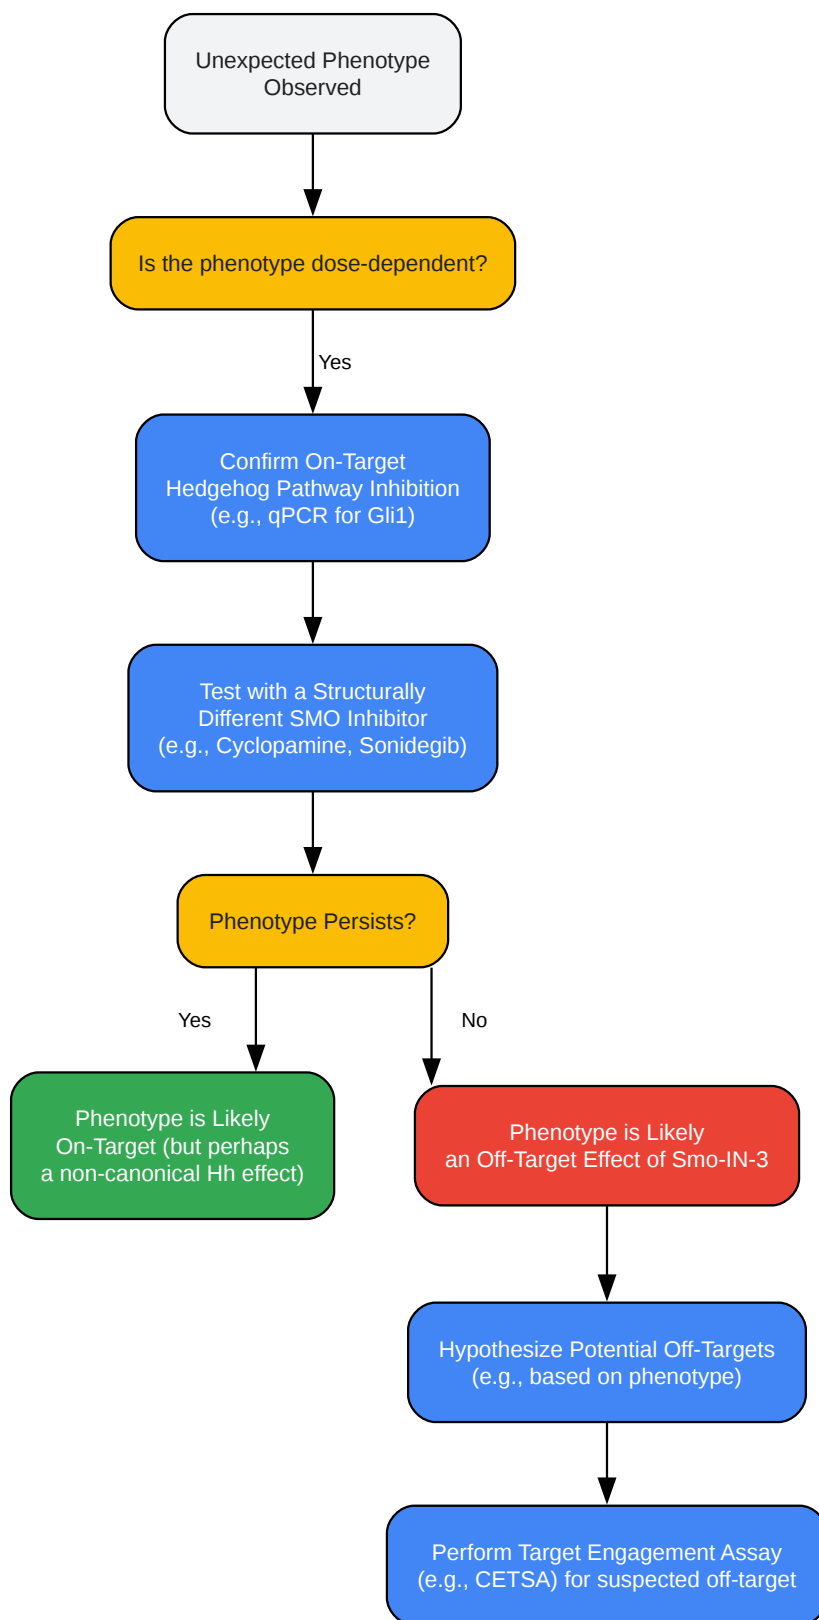 Unexpected Phenotype
Observed
Is the phenotype dose-dependent?
Yes
Confirm On-Target
Hedgehog Pathway Inhibition
(e.g., qPCR for Gli1)
Test with a Structurally
Different SMO Inhibitor
(e.g., Cyclopamine, Sonidegib)
Phenotype Persists?
Yes
No
Phenotype is Likely
On-Target (but perhaps
a non-canonical Hh effect)
Phenotype is Likely
an Off-Target Effect of Smo-IN-3
Hypothesize Potential Off-Targets
(e.g., based on phenotype)
Perform Target Engagement Assay
(e.g., CETSA) for suspected off-target